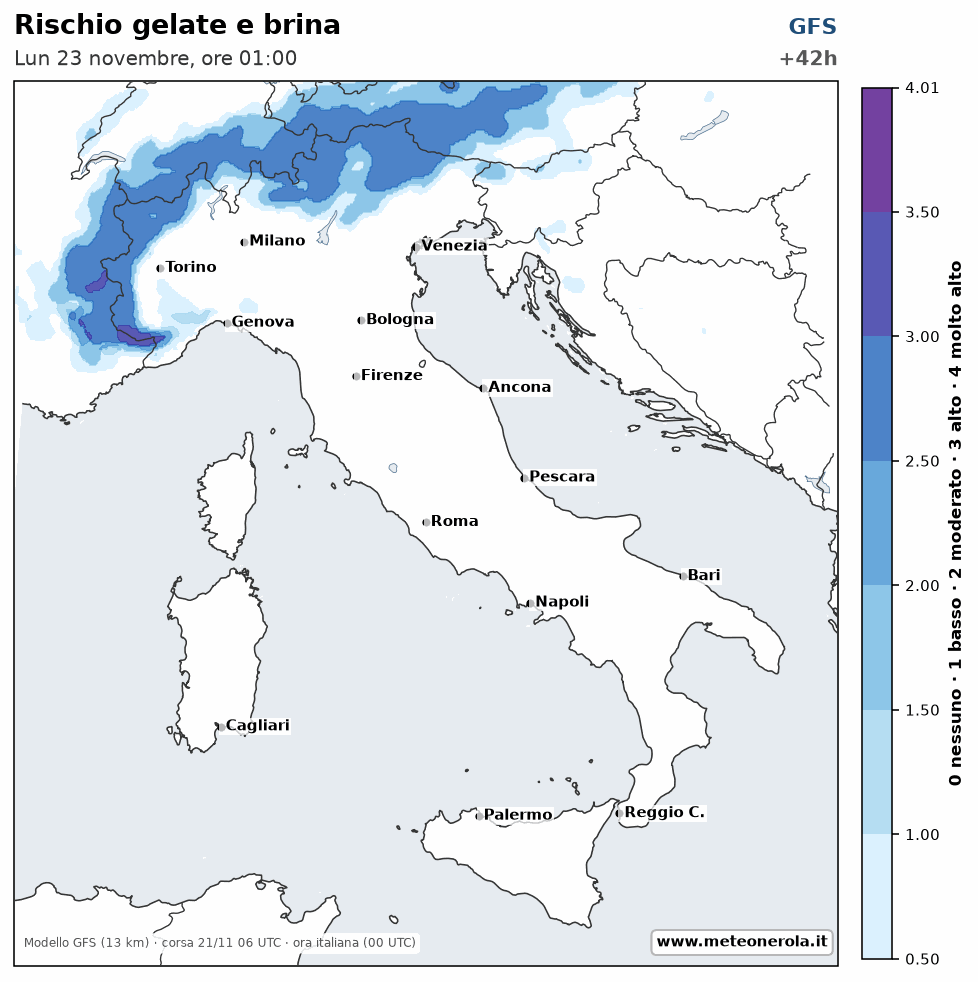 Rischio gelate e brina
GFS
Lun 23 novembre, ore 01:00
+42h
4.01
3.50
3.00
2.50
2.00
1.50
1.00
0.50
0 nessuno · 1 basso · 2 moderato · 3 alto · 4 molto alto
Milano
Venezia
Torino
Genova
Bologna
Firenze
Ancona
Pescara
Roma
Bari
Napoli
Cagliari
Palermo
Reggio C.
Modello GFS (13 km) · corsa 21/11 06 UTC · ora italiana (00 UTC)
www.meteonerola.it